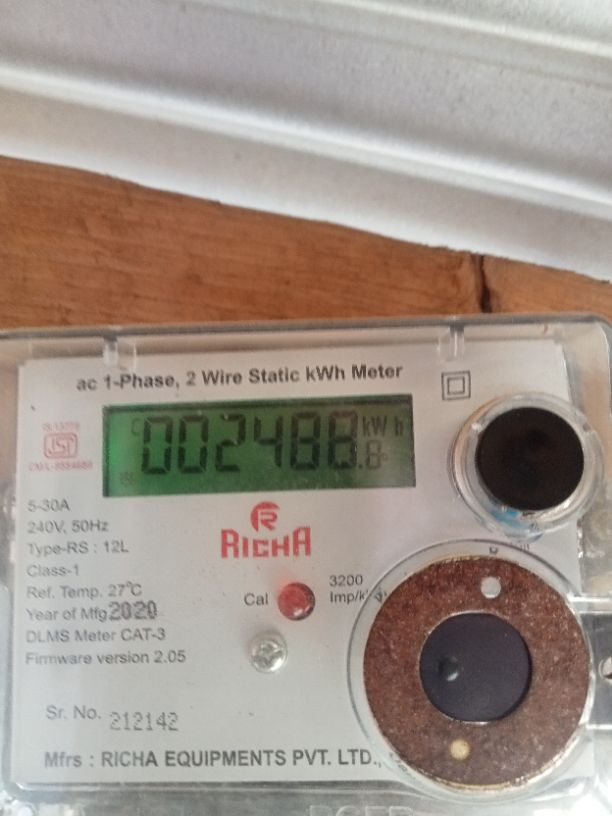 ac 1-Phase, 2 Wire Static kWh Meter
C
002488.8 kWh
5-30A
240V, 50Hz
Type-RS : 12L
Class-1
Ref. Temp. 27°C
Year of Mfg 2020
DLMS Meter CAT-3
Firmware version 2.05
R
RICHA
Cal
3200
Sr. No. 212142
Mfrs : RICHA EQUIPMENTS PVT. LTD.,